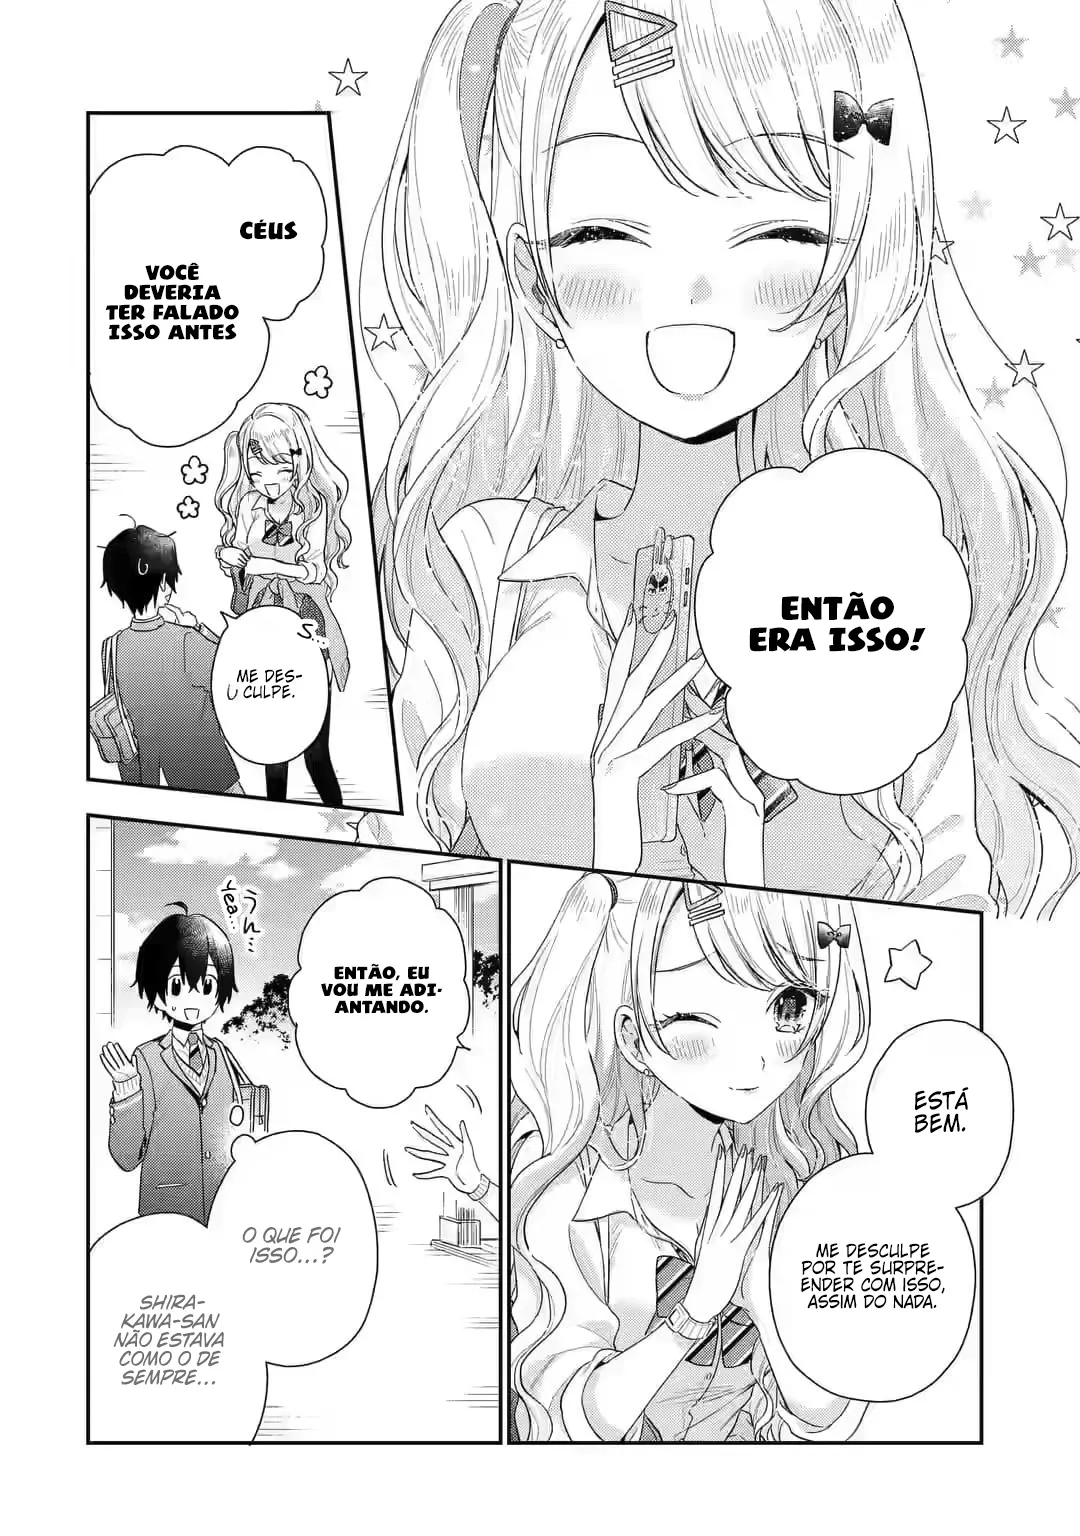 ENTÃO
ERA ISSO!
CÉUS
VOCÊ
DEVERIA
TER FALADO
ISSO ANTES
S...
ME DES-
CULPE.
ESTÁ
BEM.
ME DESCULPE
POR TE SURPRE-
ENDER COM ISSO,
ASSIM DO NADA.
ENTÃO, EU
VOU ME ADI-
ANTANDO.
うん…
yea...
O QUE FOI
ISSO...?
SHIRA-
KAWA-SAN
NÃO ESTAVA
COMO O DE
SEMPRE...